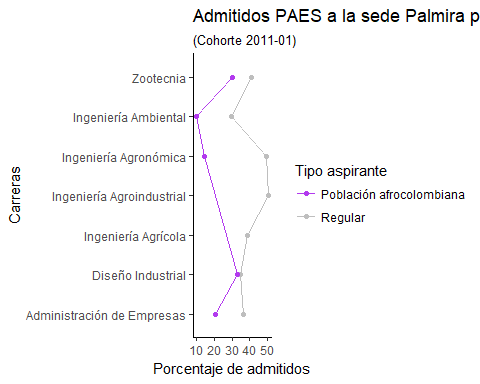 Admitidos PAES a la sede Palmira p
(Cohorte 2011-01)
Carreras
Zootecnia
Ingeniería Ambiental
Ingeniería Agronómica
Ingeniería Agroindustrial
Ingeniería Agrícola
Diseño Industrial
Administración de Empresas
10 20 30 40 50
Porcentaje de admitidos
Tipo aspirante
Población afrocolombiana
Regular